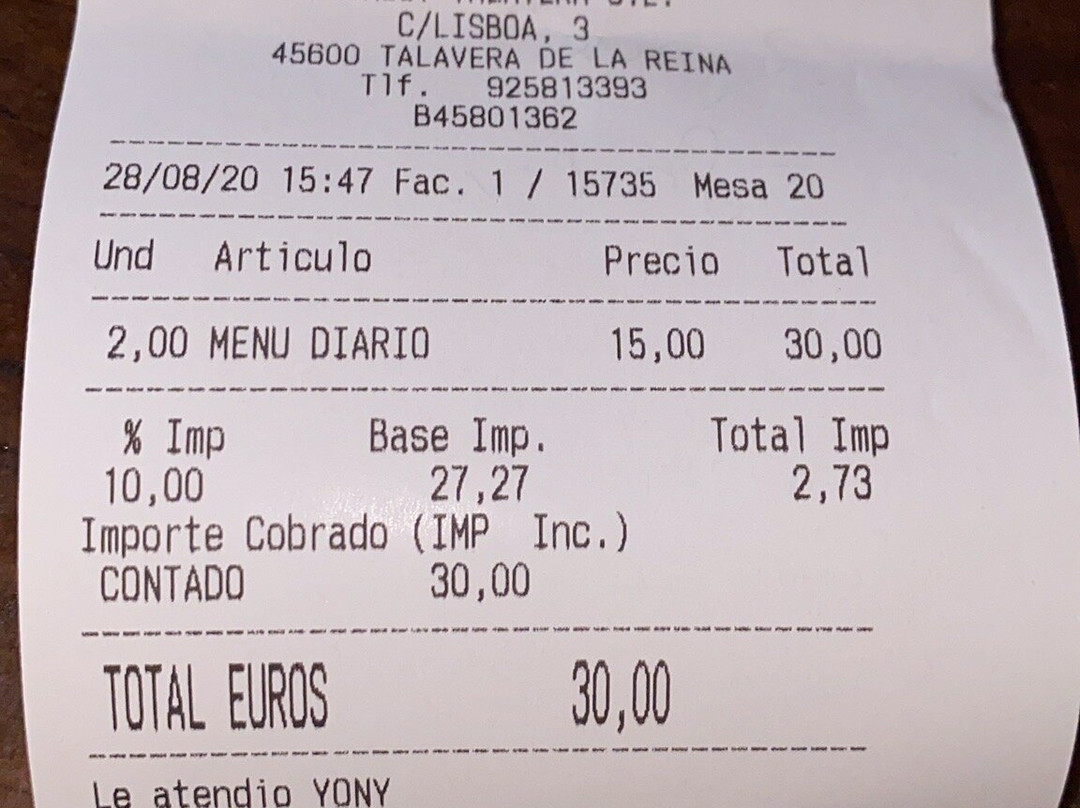 C/LISBOA, 3
45600 TALAVERA DE LA REINA
Tlf. 925813393
B45801362
28/08/20 15:47 Fac. 1 / 15735 Mesa 20
Und Articulo Precio Total
2,00 MENU DIARIO 15,00 30,00
% Imp Base Imp. Total Imp
10,00 27,27 2,73
Importe Cobrado (IMP Inc.)
CONTADO 30,00
TOTAL EUROS 30,00
Le atendio YONY